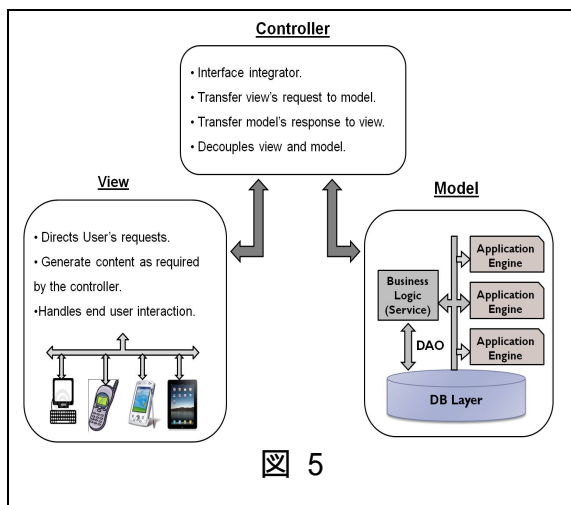 Controller
• Interface integrator.
• Transfer view's request to model.
• Transfer model's response to view.
• Decouples view and model.
View
• Directs User's requests.
• Generate content as required
by the controller.
•Handles end user interaction.
Model
Application
Engine
Business
Logic
(Service)
Application
Engine
DAO
Application
Engine
DB Layer
図 5